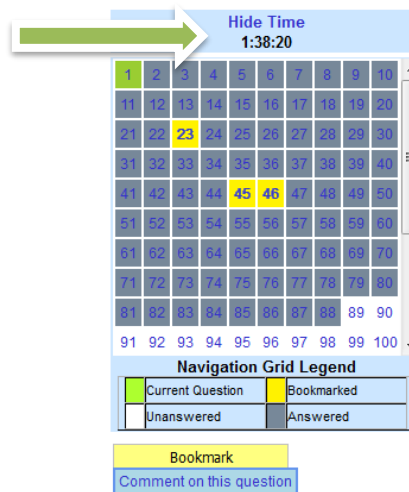 Hide Time
1:38:20
1 2 3 4 5 6 7 8 9 10
11 12 13 14 15 16 17 18 19 20
21 22 23 24 25 26 27 28 29 30
31 32 33 34 35 36 37 38 39 40
41 42 43 44 45 46 47 48 49 50
51 52 53 54 55 56 57 58 59 60
61 62 63 64 65 66 67 68 69 70
71 72 73 74 75 76 77 78 79 80
81 82 83 84 85 86 87 88 89 90
91 92 93 94 95 96 97 98 99 100
Navigation Grid Legend
Current Question Bookmarked
Unanswered Answered
Bookmark
Comment on this question